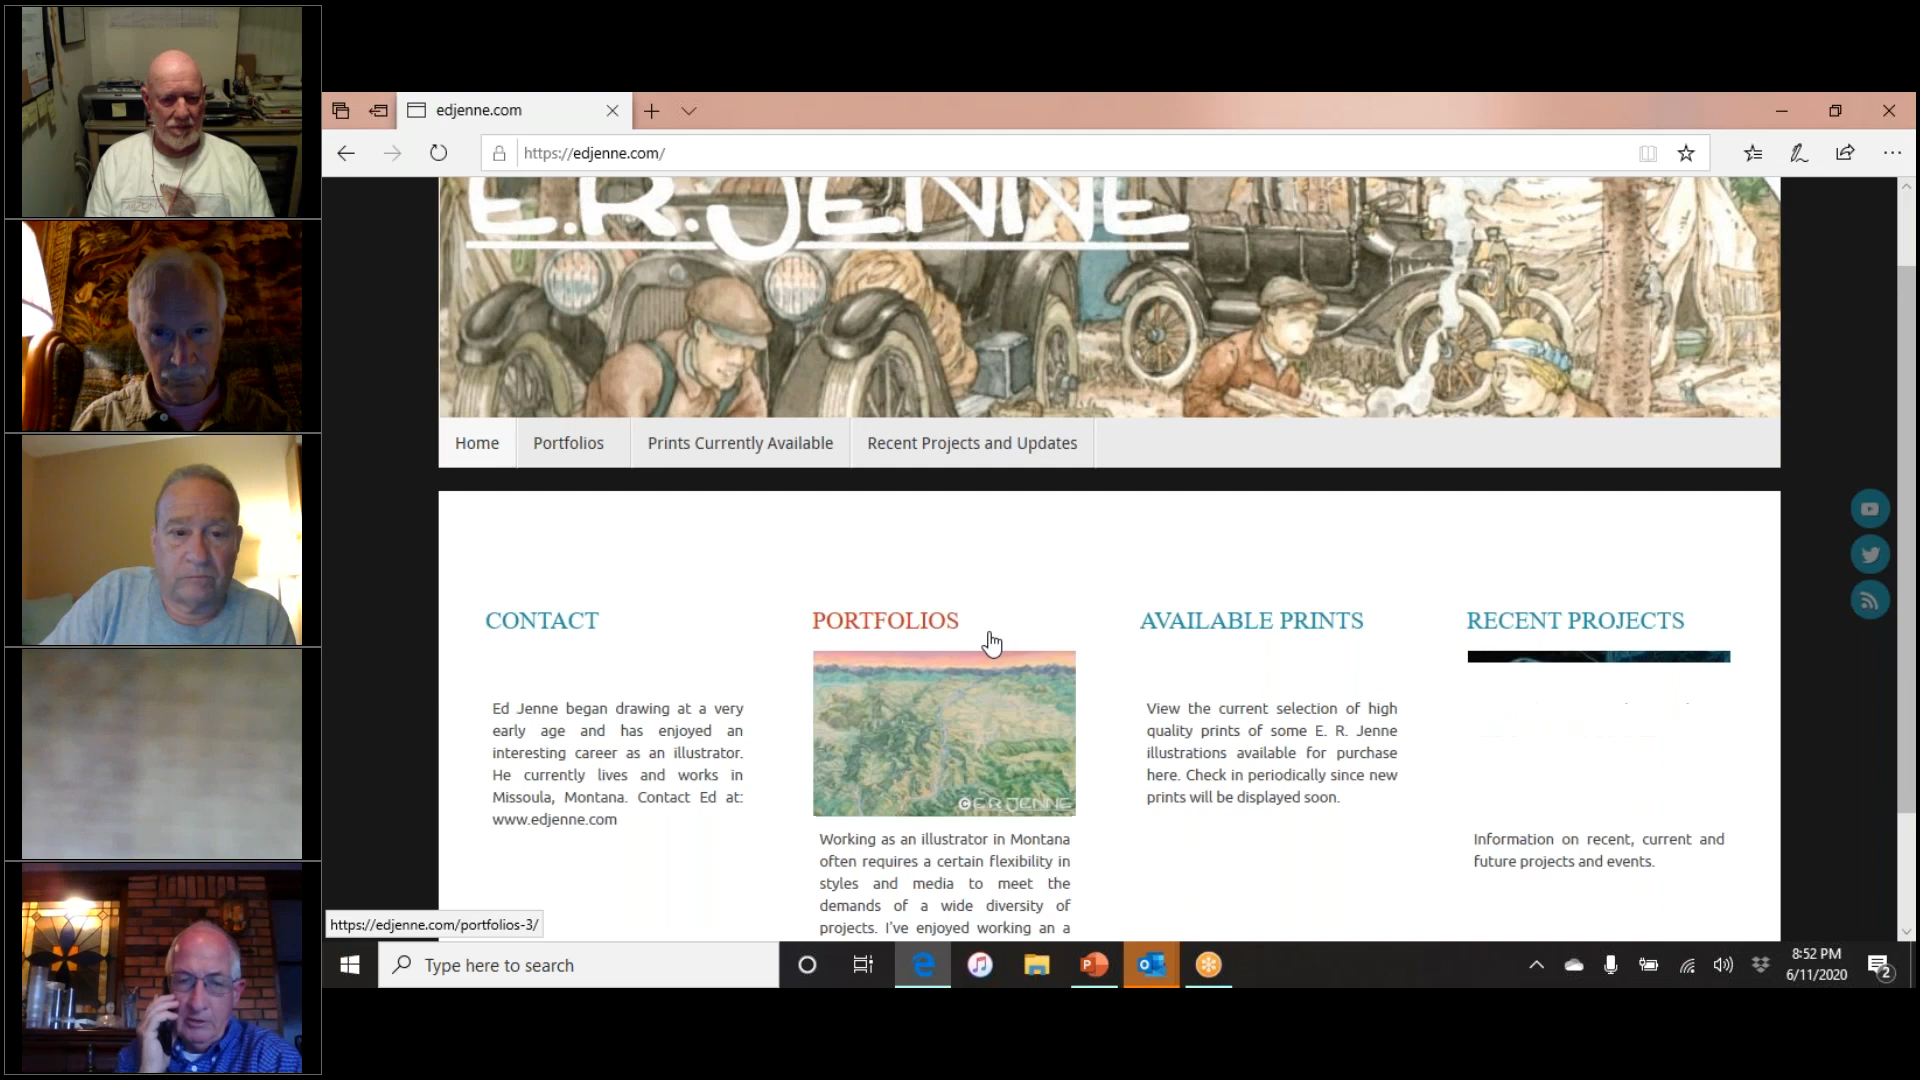 edjenne.com
https://edjenne.com/
E.R. JENNE
Home
Portfolios
Prints Currently Available
Recent Projects and Updates
CONTACT
Ed Jenne began drawing at a very
early age and has enjoyed an
interesting career as an illustrator.
He currently lives and works in
Missoula, Montana. Contact Ed at:
www.edjenne.com
PORTFOLIOS
© E R JENNE
Working as an illustrator in Montana
often requires a certain flexibility in
styles and media to meet the
demands of a wide diversity of
projects. I've enjoyed working an a
AVAILABLE PRINTS
View the current selection of high
quality prints of some E. R. Jenne
illustrations available for purchase
here. Check in periodically since new
prints will be displayed soon.
RECENT PROJECTS
Information on recent, current and
future projects and events.
https://edjenne.com/portfolios-3/
Type here to search
8:52 PM
6/11/2020
2